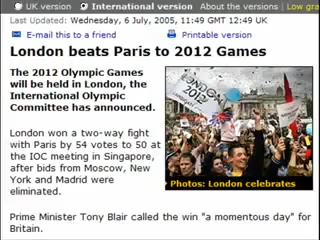 UK version International version About the versions Low gra
Last Updated: Wednesday, 6 July, 2005, 11:49 GMT 12:49 UK
E-mail this to a friend Printable version
London beats Paris to 2012 Games
The 2012 Olympic Games
will be held in London, the
International Olympic
Committee has announced.
London won a two-way fight
with Paris by 54 votes to 50 at
the IOC meeting in Singapore,
after bids from Moscow, New
York and Madrid were
eliminated.
LONDON
2012
Photos: London celebrates
Prime Minister Tony Blair called the win "a momentous day" for
Britain.